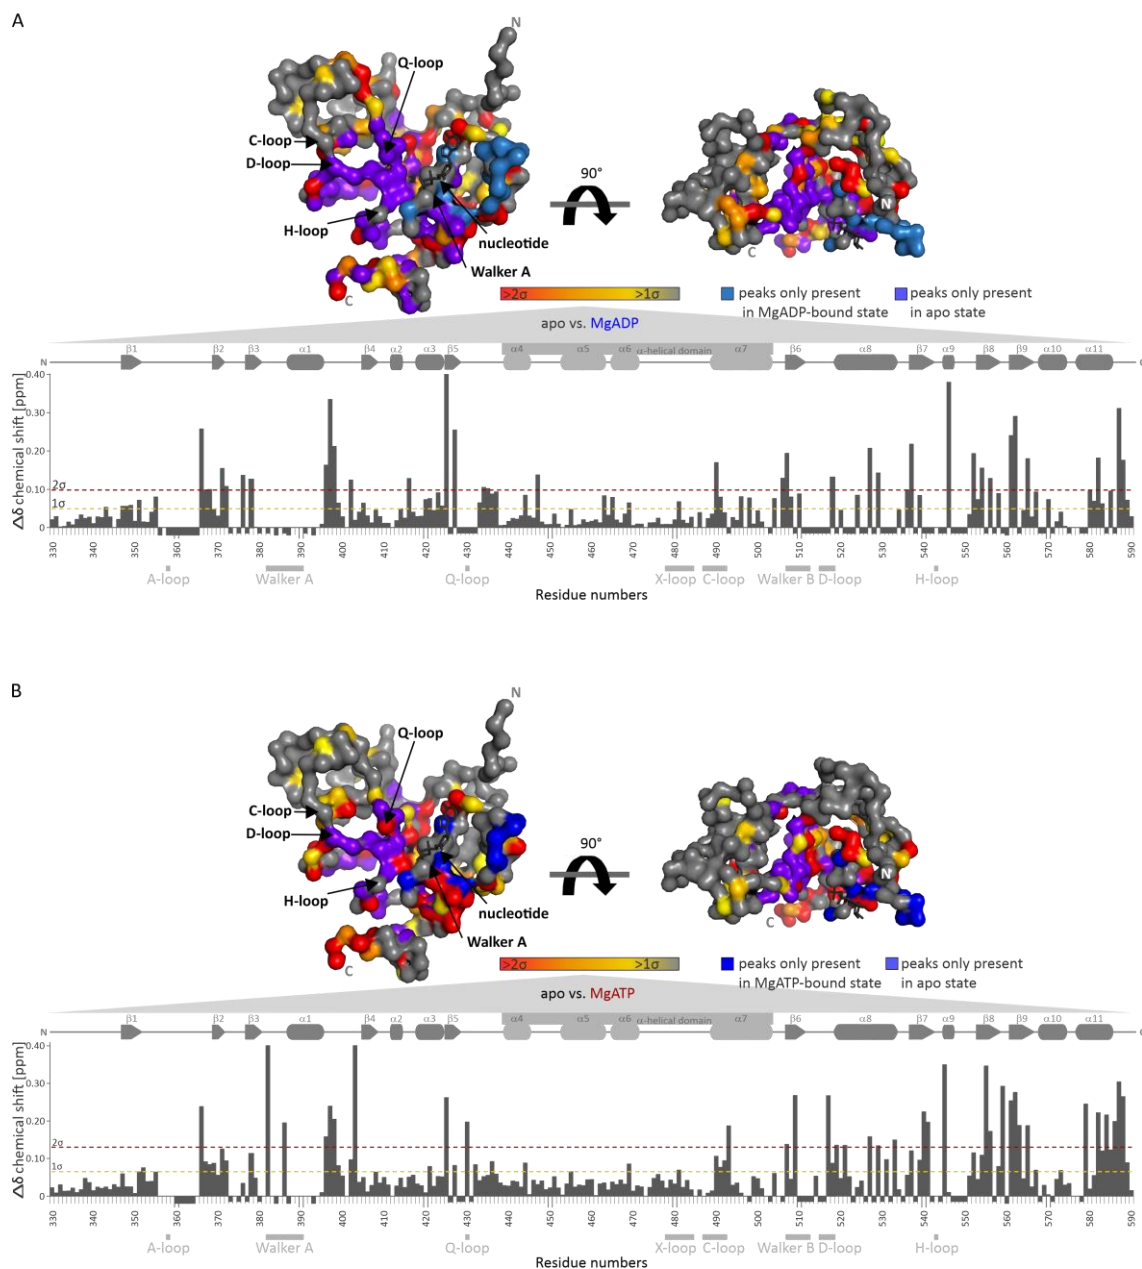 A
N
Q-loop
C-loop
D-loop
90°
N
H-loop
nucleotide
C
Walker A
C
>2σ >1σ
peaks only present in MgADP-bound state
peaks only present in apo state
apo vs. MgADP
N β1 β2 β3 α1 β4 α2 α3 β5 α4 α5 α6 α-helical domain α7 β6 α8 β7 α9 β8 β9 α10 α11
Δδ chemical shift [ppm]
0.40
0.30
0.20
0.10
0
2σ
1σ
330 340 350 360 370 380 390 400 410 420 430 440 450 460 470 480 490 500 510 520 530 540 550 560 570 580 590
A-loop Walker A Q-loop X-loop C-loop Walker B D-loop H-loop
Residue numbers
B
N
Q-loop
C-loop
D-loop
90°
N
H-loop
nucleotide
C
Walker A
C
>2σ >1σ
peaks only present in MgATP-bound state
peaks only present in apo state
apo vs. MgATP
N β1 β2 β3 α1 β4 α2 α3 β5 α4 α5 α6 α-helical domain α7 β6 α8 β7 α9 β8 β9 α10 α11
Δδ chemical shift [ppm]
0.40
0.30
0.20
0.10
0
2σ
1σ
330 340 350 360 370 380 390 400 410 420 430 440 450 460 470 480 490 500 510 520 530 540 550 560 570 580 590
A-loop Walker A Q-loop X-loop C-loop Walker B D-loop H-loop
Residue numbers